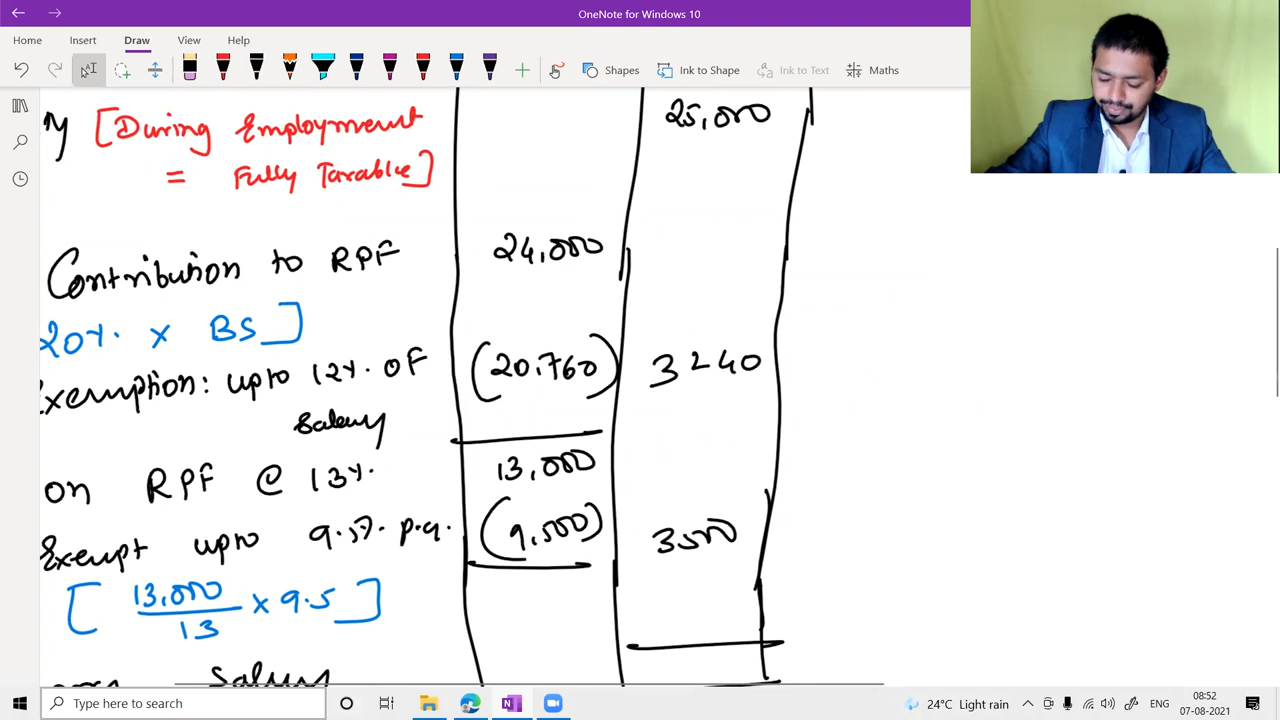 OneNote for Windows 10
Home Insert Draw View Help
Shapes Ink to Shape Ink to Text Maths
25,000
y [During Employment
= Fully Taxable]
Contribution to RPF 24,000
20%. x BS]
Exemption: upto 12%. OF (20,760) 3240
Salary
on RPF @ 13%. 13,000
Exempt upto 9.5%. p.a. (9,500) 3500
[ 13,000
13 x 9.5 ]
Salary
Type here to search
24°C Light rain ENG 08:52
07-08-2021